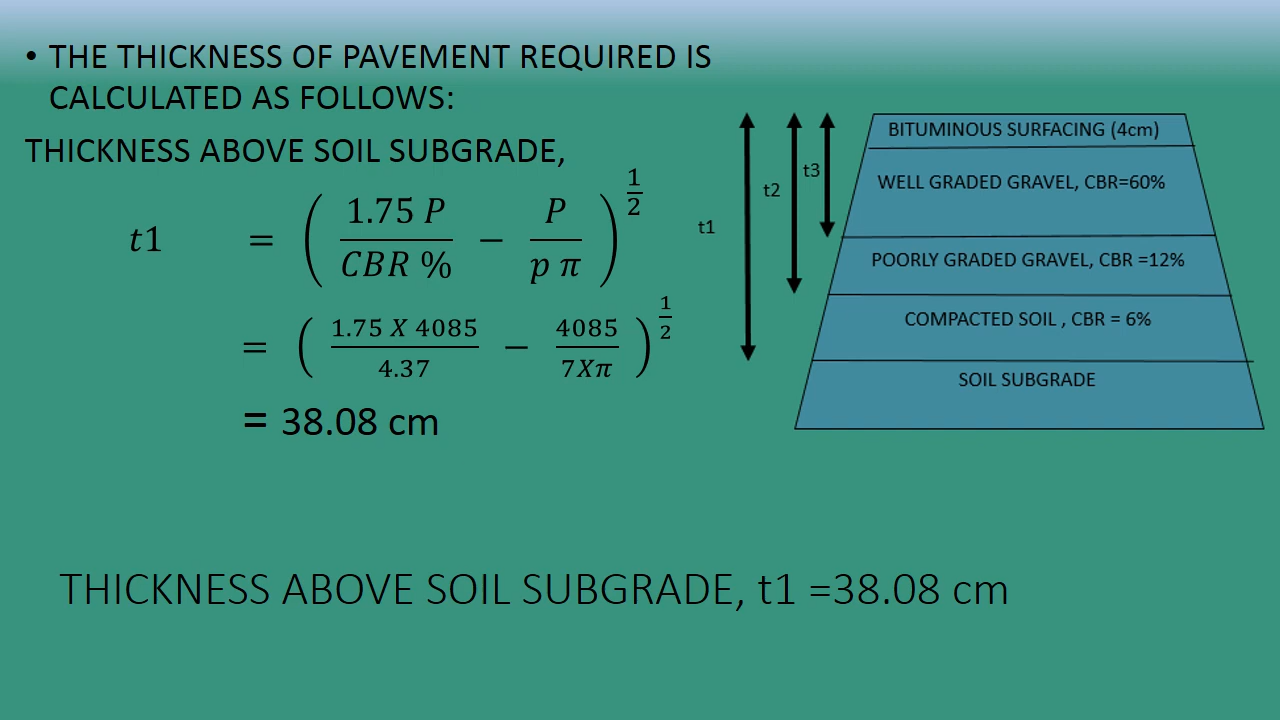 • THE THICKNESS OF PAVEMENT REQUIRED IS
CALCULATED AS FOLLOWS:
THICKNESS ABOVE SOIL SUBGRADE,
t1 = ( 1.75 P / CBR % − P / p π )^1/2
= ( 1.75 X 4085 / 4.37 − 4085 / 7Xπ )^1/2
= 38.08 cm
t1
t2
t3
BITUMINOUS SURFACING (4cm)
WELL GRADED GRAVEL, CBR=60%
POORLY GRADED GRAVEL, CBR =12%
COMPACTED SOIL , CBR = 6%
SOIL SUBGRADE
THICKNESS ABOVE SOIL SUBGRADE, t1 =38.08 cm